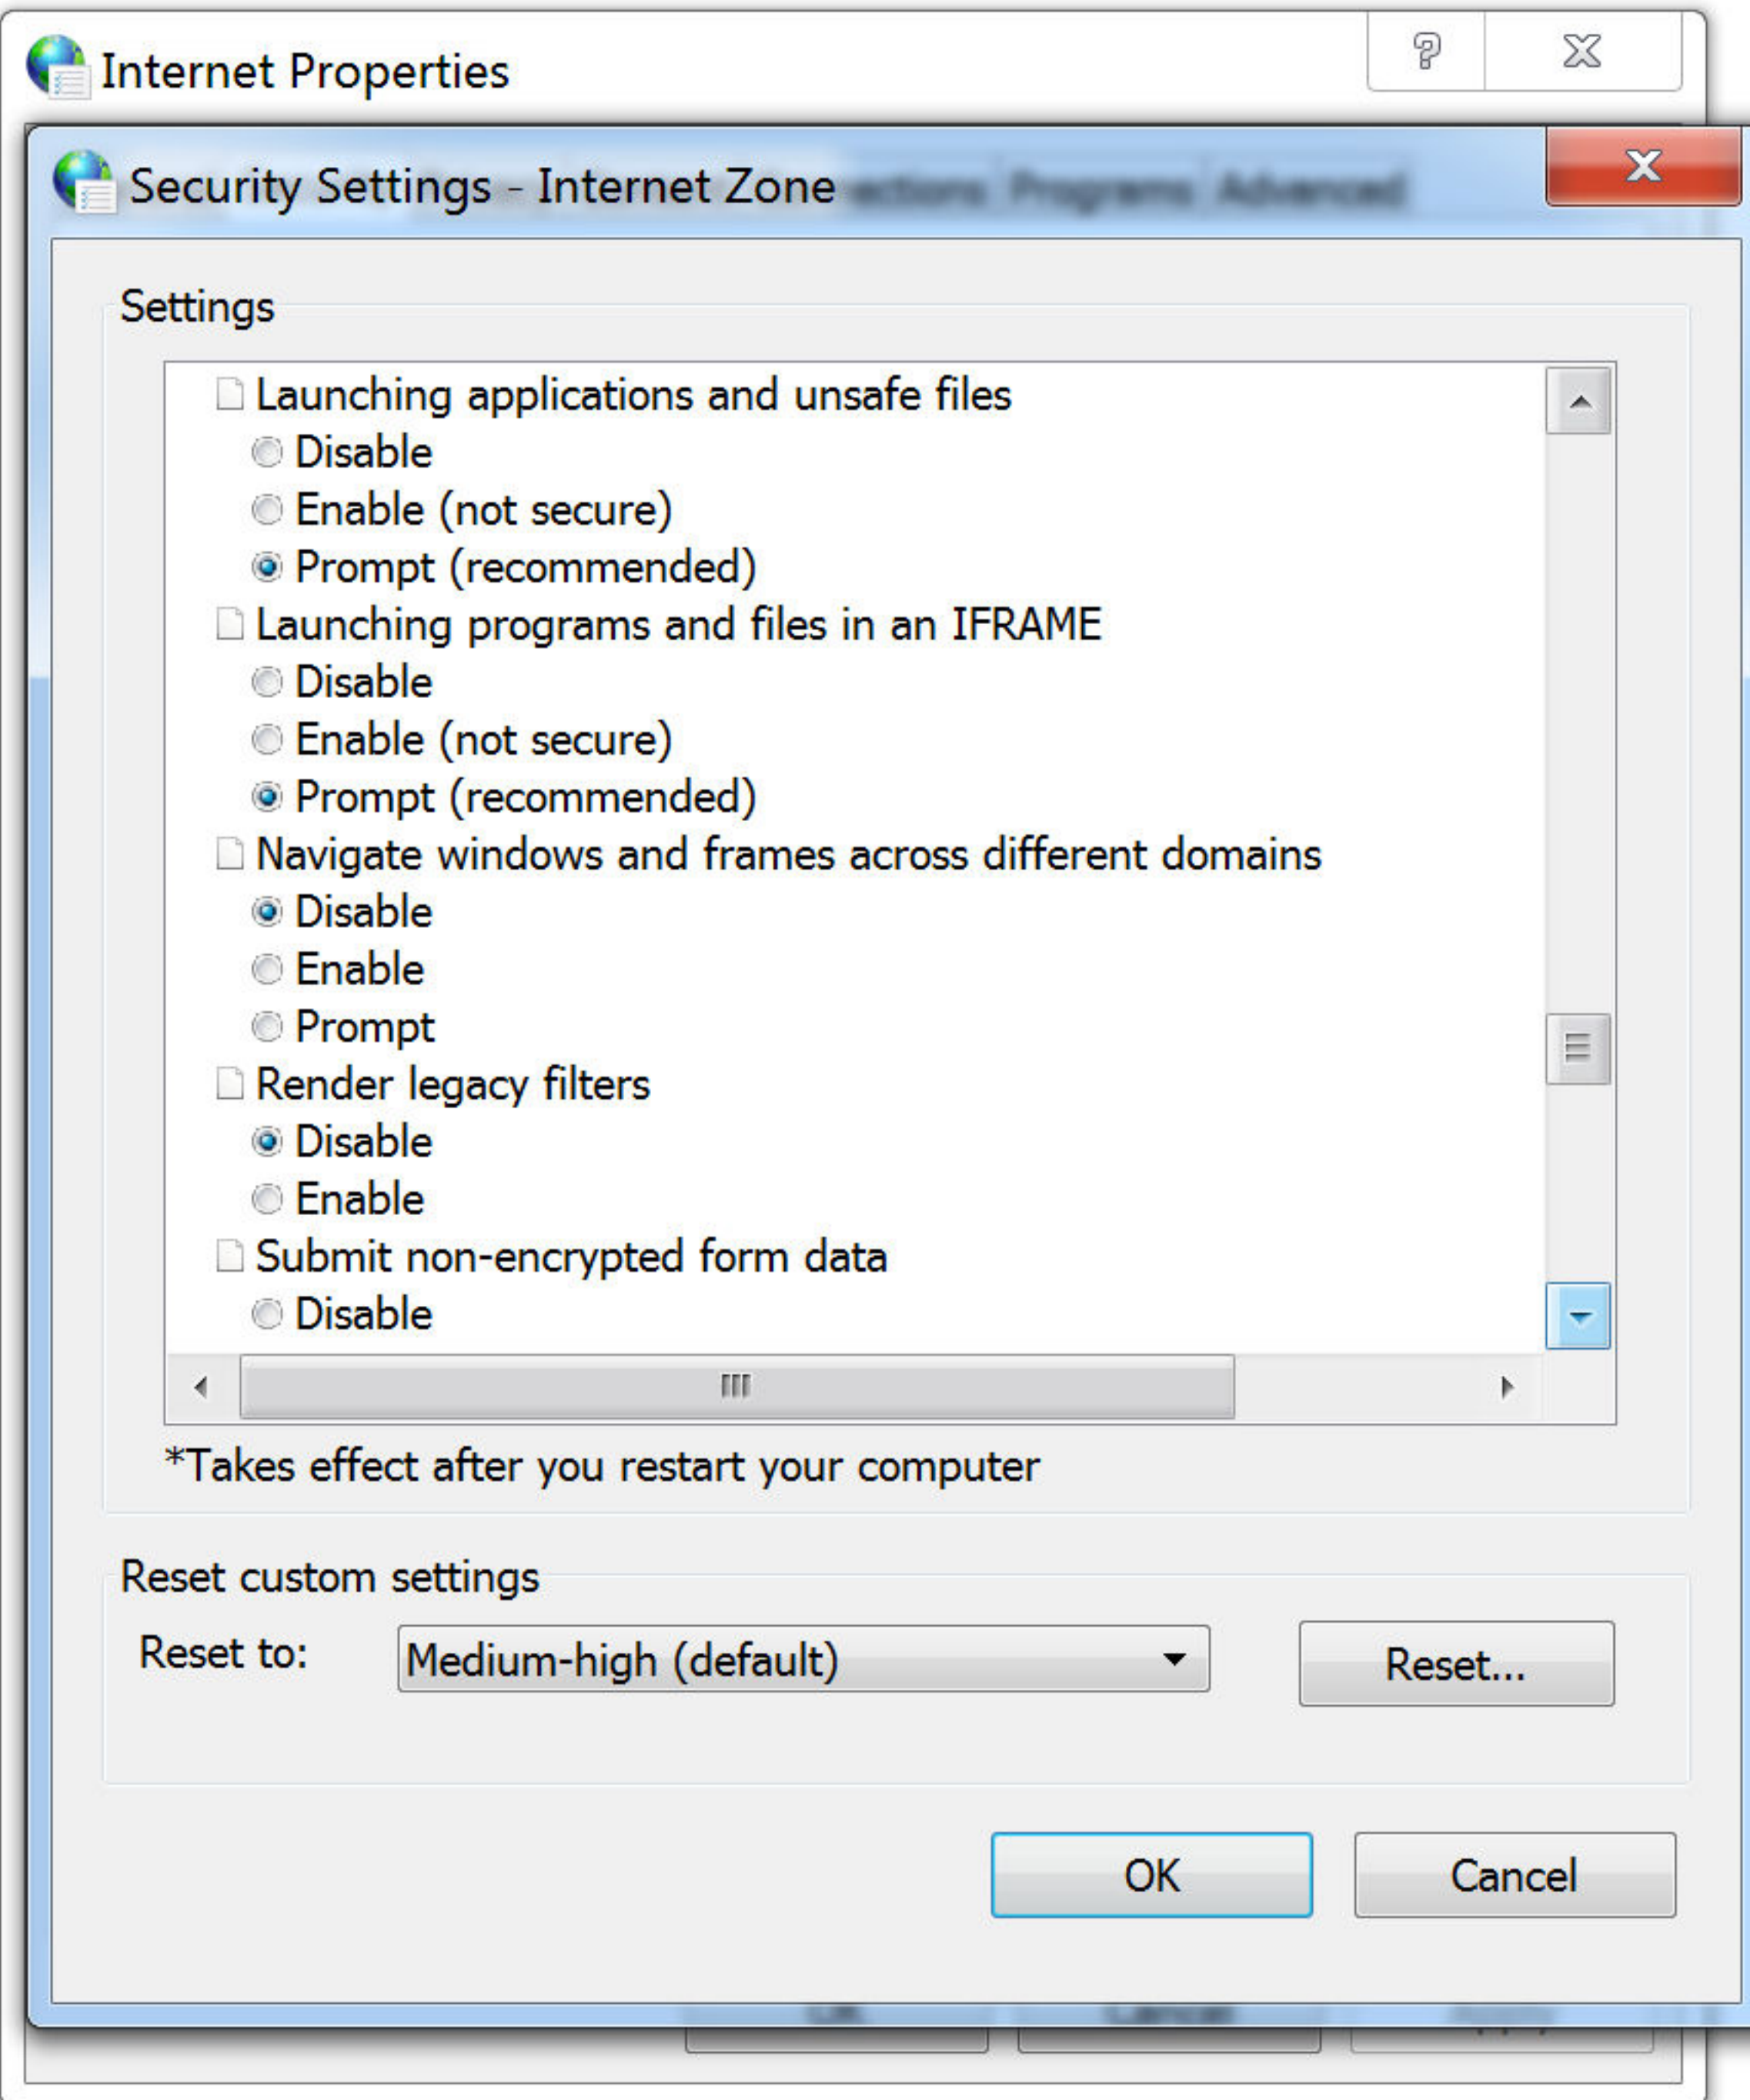 Internet Properties
Security Settings - Internet Zone
Programs Advanced
Settings
Launching applications and unsafe files
Disable
Enable (not secure)
Prompt (recommended)
Launching programs and files in an IFRAME
Disable
Enable (not secure)
Prompt (recommended)
Navigate windows and frames across different domains
Disable
Enable
Prompt
Render legacy filters
Disable
Enable
Submit non-encrypted form data
Disable
*Takes effect after you restart your computer
Reset custom settings
Reset to:
Medium-high (default)
Reset...
OK
Cancel